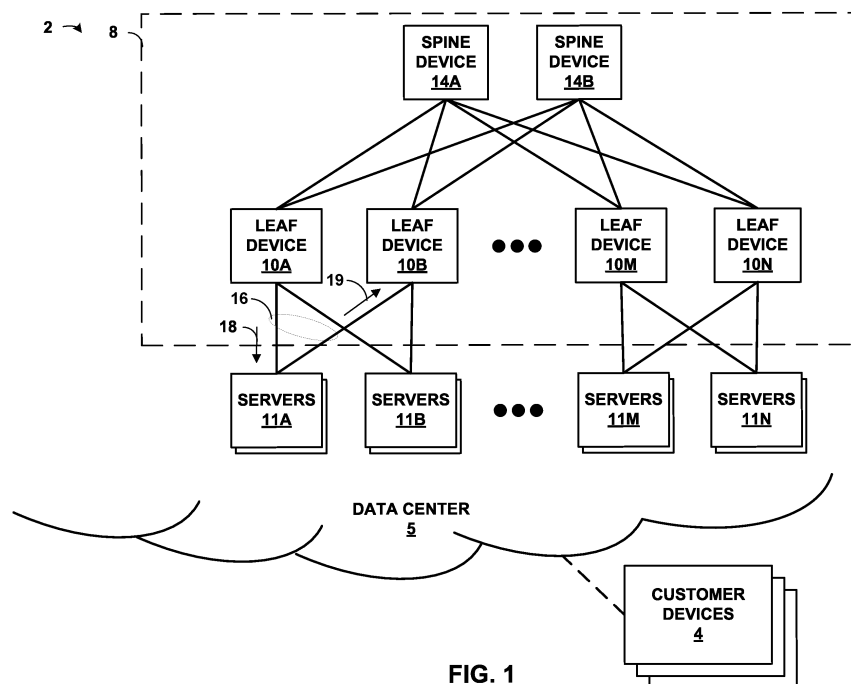 2
8
SPINE
DEVICE
14A
SPINE
DEVICE
14B
LEAF
DEVICE
10A
LEAF
DEVICE
10B
LEAF
DEVICE
10M
LEAF
DEVICE
10N
16
19
18
SERVERS
11A
SERVERS
11B
SERVERS
11M
SERVERS
11N
DATA CENTER
5
CUSTOMER
DEVICES
4
FIG. 1